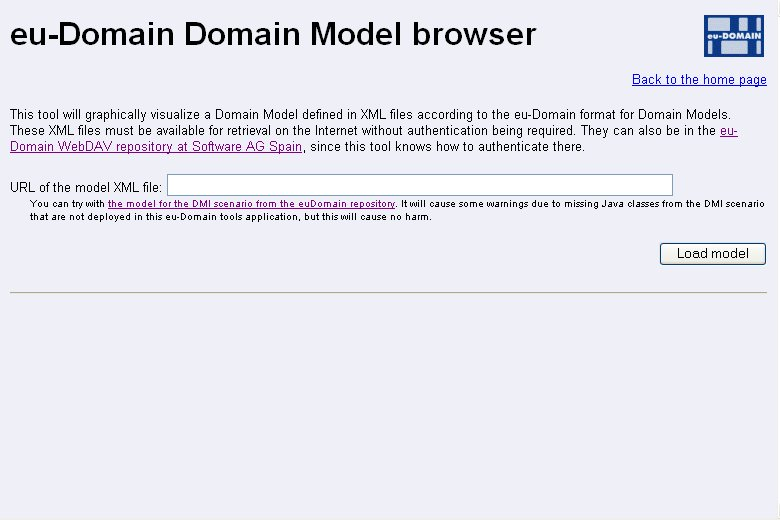 eu-Domain Domain Model browser
eu-DOMAIN
Back to the home page
This tool will graphically visualize a Domain Model defined in XML files according to the eu-Domain format for Domain Models.
These XML files must be available for retrieval on the Internet without authentication being required. They can also be in the eu-
Domain WebDAV repository at Software AG Spain, since this tool knows how to authenticate there.
URL of the model XML file:
You can try with the model for the DMI scenario from the euDomain repository. It will cause some warnings due to missing Java classes from the DMI scenario
that are not deployed in this eu-Domain tools application, but this will cause no harm.
Load model